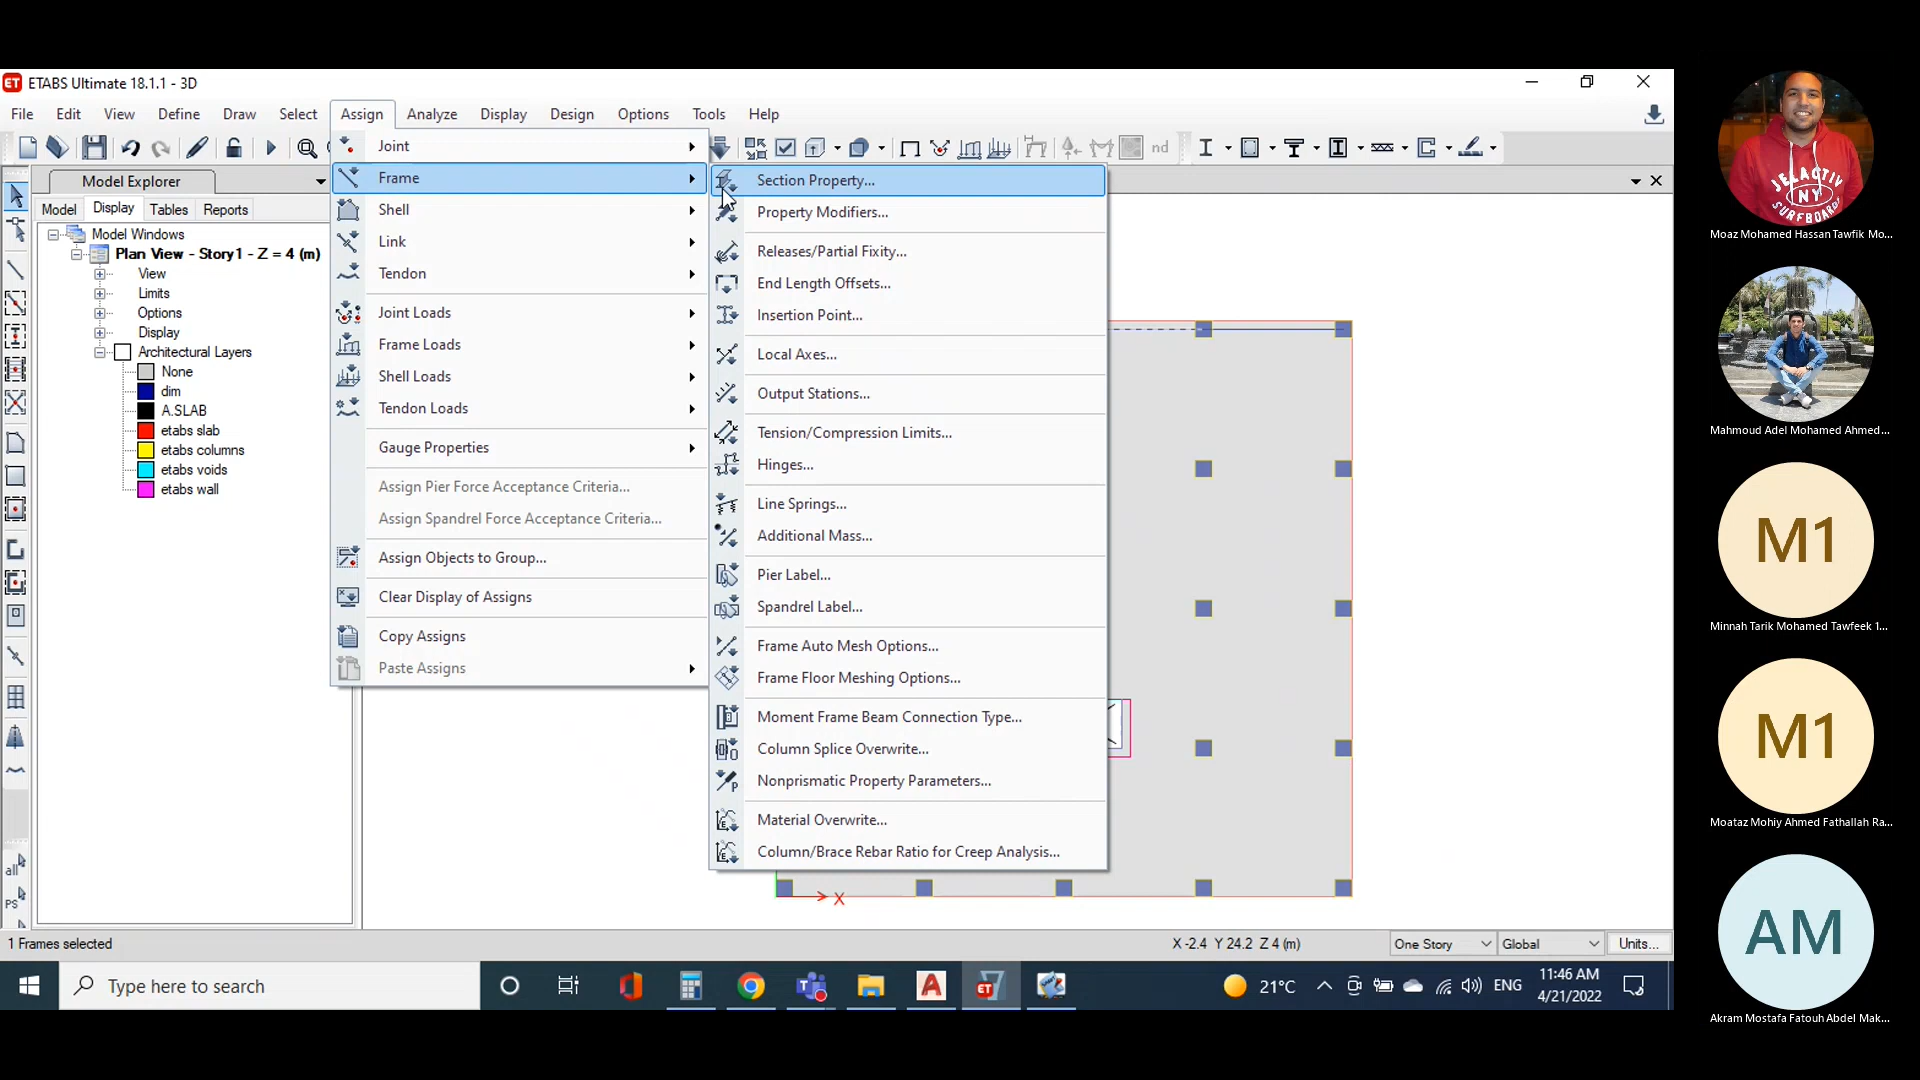 ET ETABS Ultimate 18.1.1 - 3D
File Edit View Define Draw Select Assign Analyze Display Design Options Tools Help
nd
Model Explorer
Model Display Tables Reports
Model Windows
Plan View - Story1 - Z = 4 (m)
View
Limits
Options
Display
Architectural Layers
None
dim
A.SLAB
etabs slab
etabs columns
etabs voids
etabs wall
all
PS
Joint
Frame
Shell
Link
Tendon
Joint Loads
Frame Loads
Shell Loads
Tendon Loads
Gauge Properties
Assign Pier Force Acceptance Criteria...
Assign Spandrel Force Acceptance Criteria...
Assign Objects to Group...
Clear Display of Assigns
Copy Assigns
Paste Assigns
Section Property...
Property Modifiers...
Releases/Partial Fixity...
End Length Offsets...
Insertion Point...
Local Axes...
Output Stations...
Tension/Compression Limits...
Hinges...
Line Springs...
Additional Mass...
Pier Label...
Spandrel Label...
Frame Auto Mesh Options...
Frame Floor Meshing Options...
Moment Frame Beam Connection Type...
Column Splice Overwrite...
Nonprismatic Property Parameters...
Material Overwrite...
Column/Brace Rebar Ratio for Creep Analysis...
X
1 Frames selected
X -2.4 Y 24.2 Z 4 (m)
One Story
Global
Units...
Type here to search
21°C
ENG
11:46 AM
4/21/2022
JELACTIV
NY
SURFBOARD
Moaz Mohamed Hassan Tawfik Mo...
Mahmoud Adel Mohamed Ahmed...
M1
Minnah Tarik Mohamed Tawfeek 1...
M1
Moataz Mohiy Ahmed Fathallah Ra...
AM
Akram Mostafa Fatouh Abdel Mak...